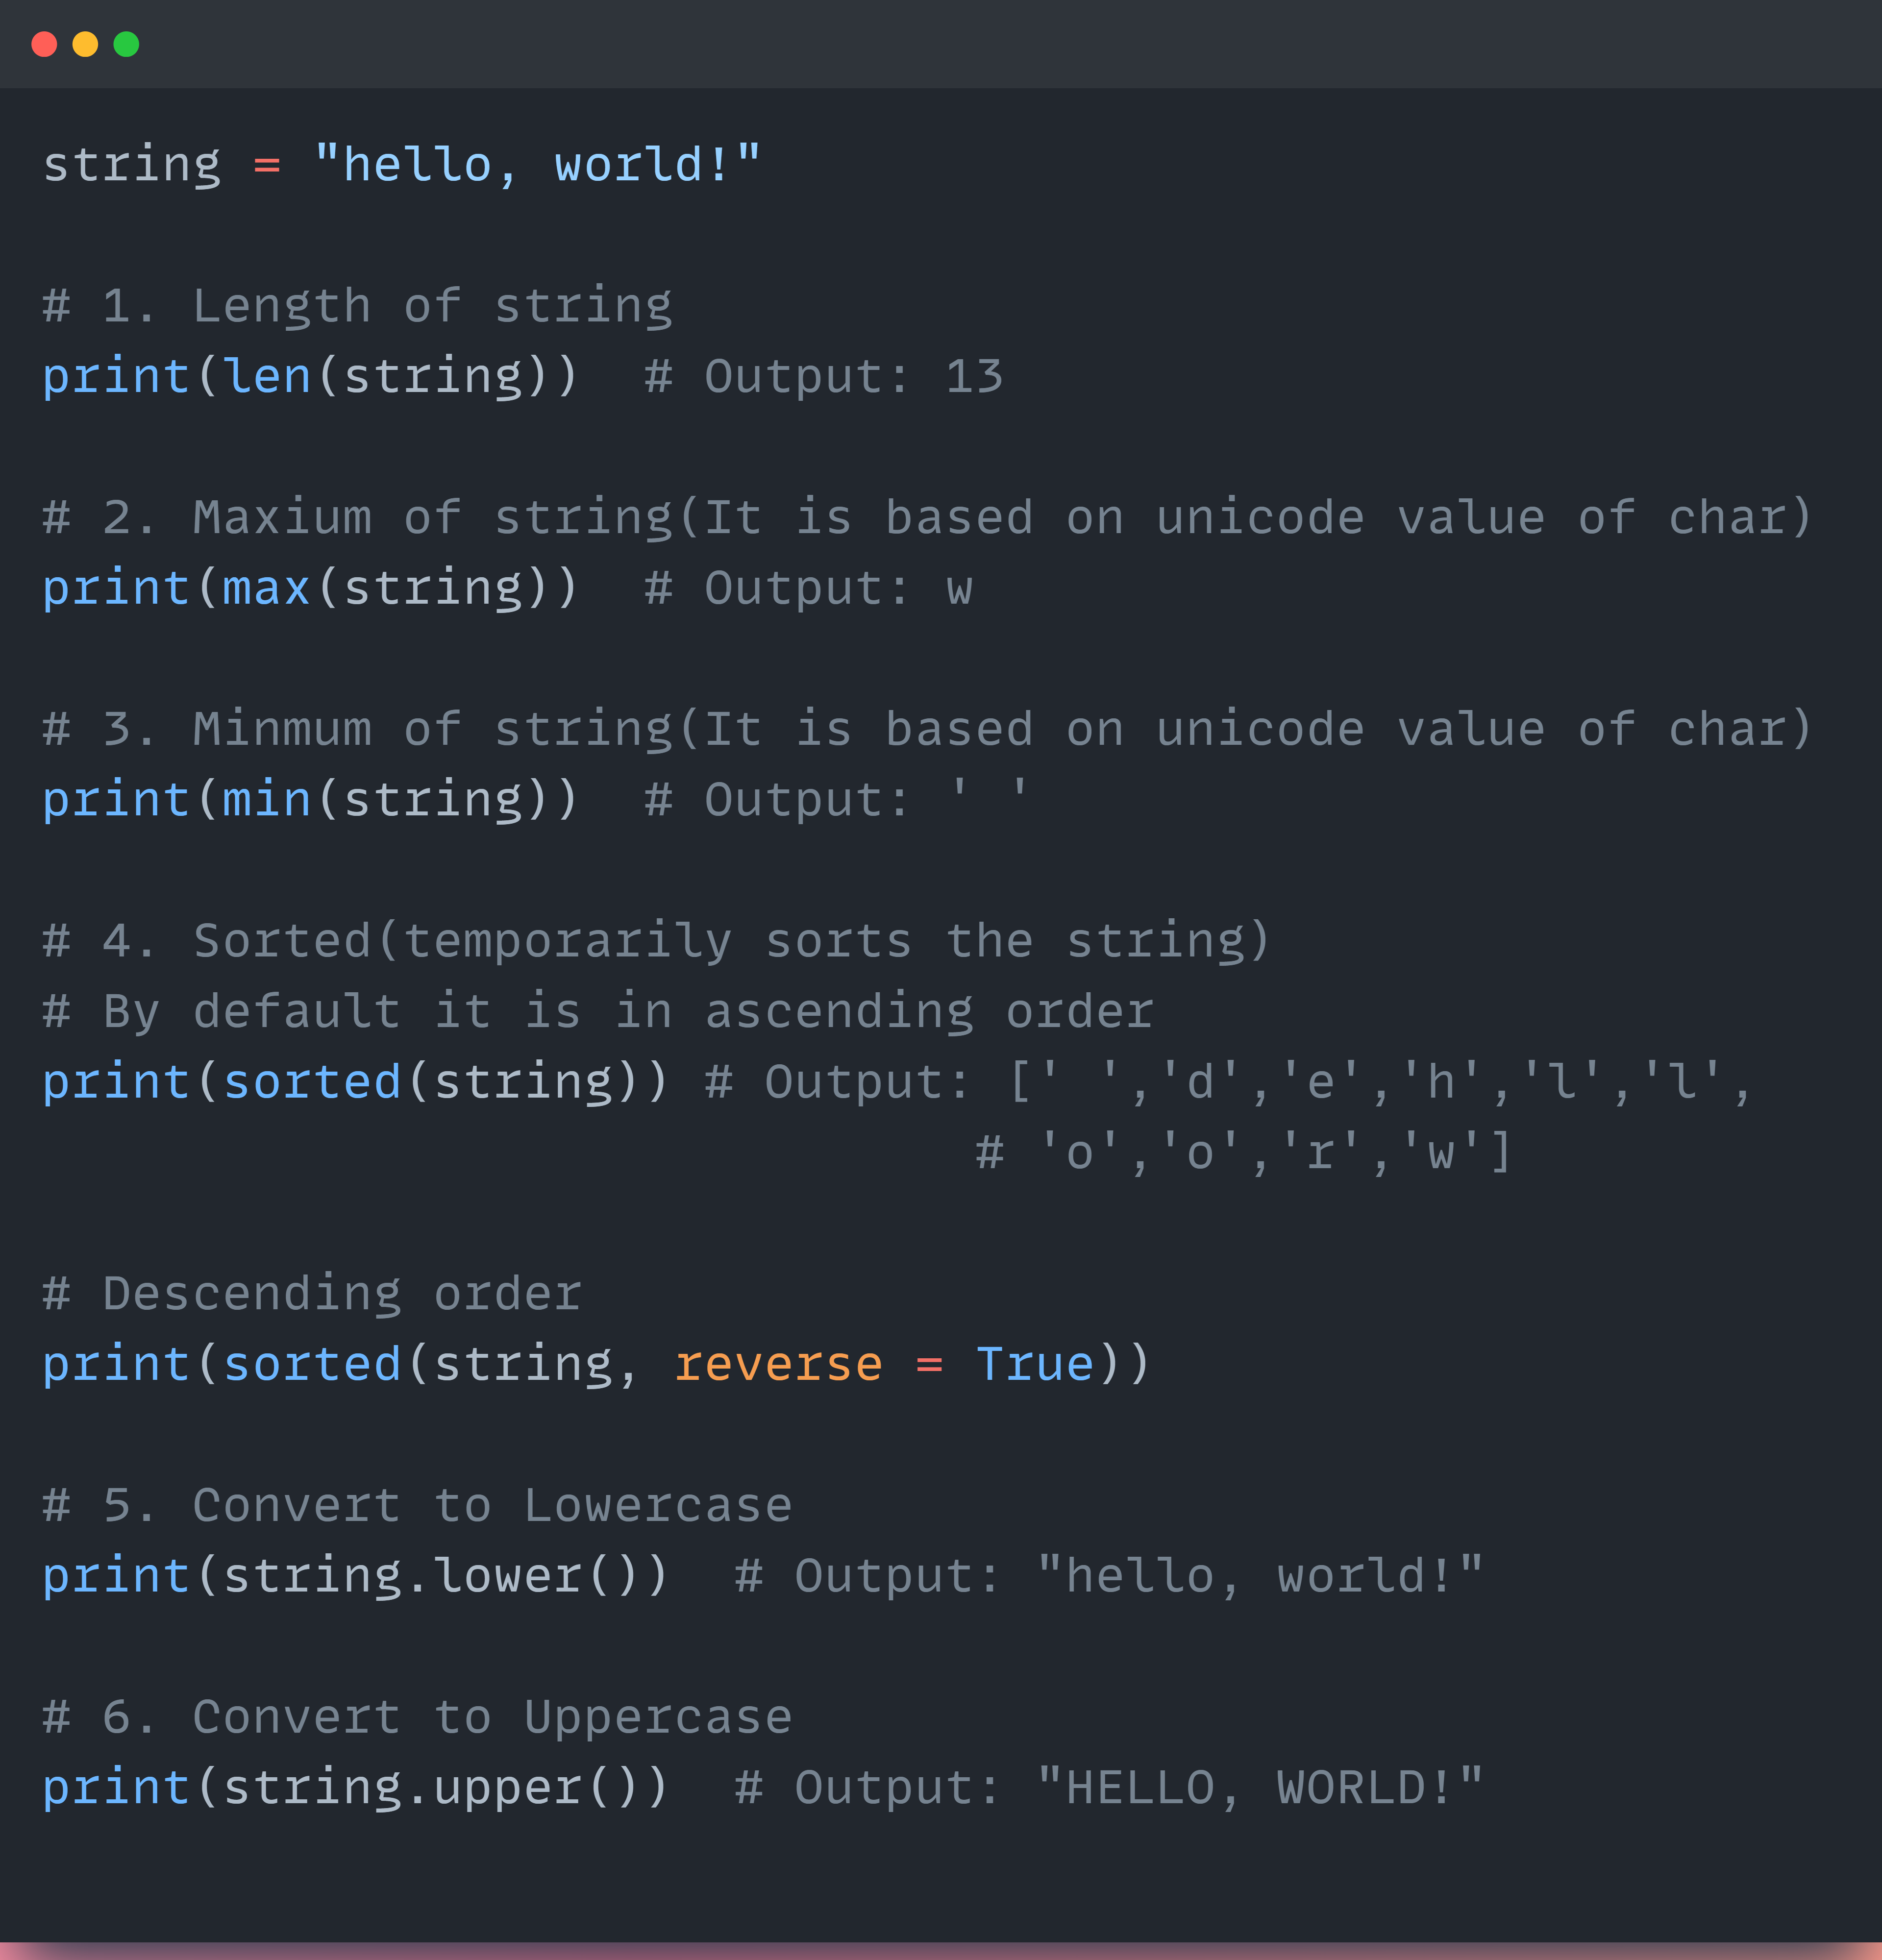 string = "hello, world!"
# 1. Length of string
print(len(string))  # Output: 13
# 2. Maxium of string(It is based on unicode value of char)
print(max(string))  # Output: w
# 3. Minmum of string(It is based on unicode value of char)
print(min(string))  # Output: ' '
# 4. Sorted(temporarily sorts the string)
# By default it is in ascending order
print(sorted(string)) # Output: [' ','d','e','h','l','l',
# 'o','o','r','w']
# Descending order
print(sorted(string, reverse = True))
# 5. Convert to Lowercase
print(string.lower())  # Output: "hello, world!"
# 6. Convert to Uppercase
print(string.upper())  # Output: "HELLO, WORLD!"